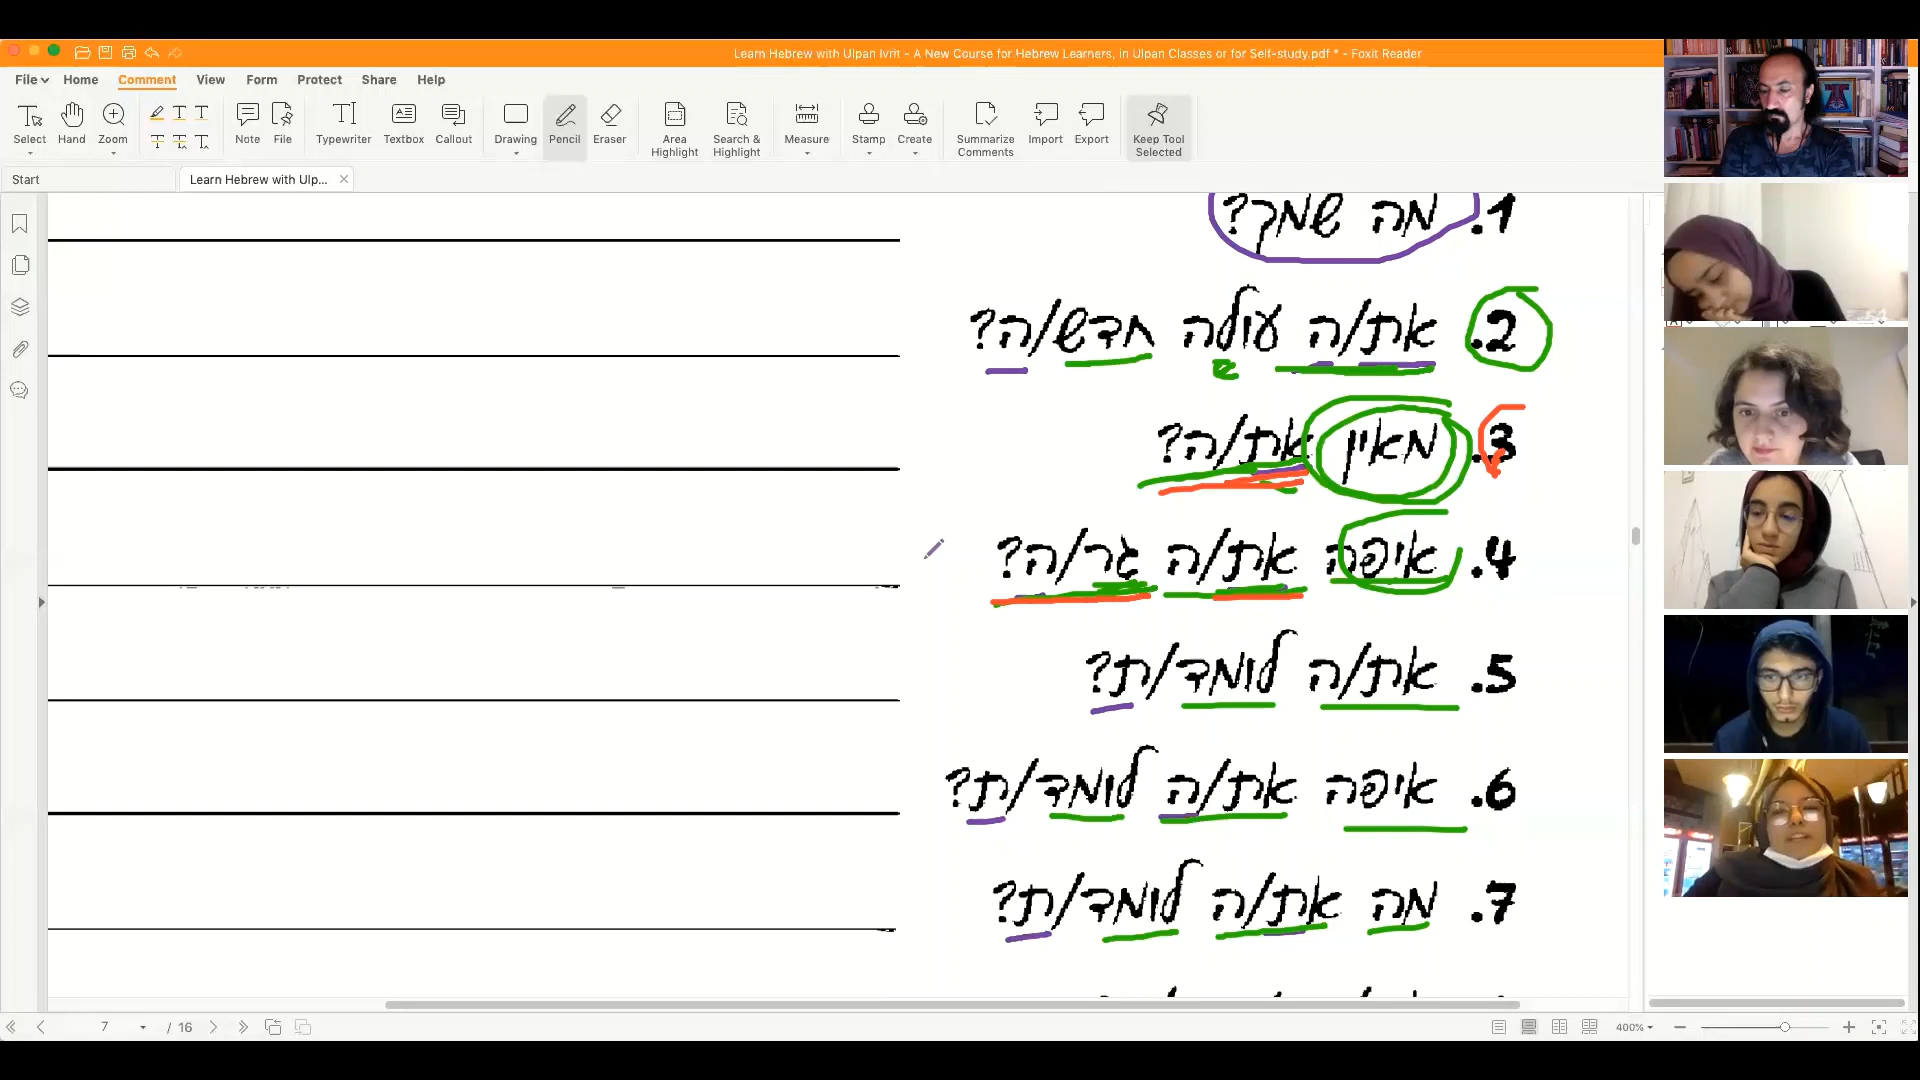 Learn Hebrew with Ulpan Ivrit - A New Course for Hebrew Learners, in Ulpan Classes or for Self-study.pdf * - Foxit Reader
File Home Comment View Form Protect Share Help
Select Hand Zoom Note File Typewriter Textbox Callout Drawing Pencil Eraser Area Highlight Search & Highlight Measure Stamp Create Summarize Comments Import Export Keep Tool Selected
Start Learn Hebrew with Ulp...
1. מה שמך?
2. את/ה עולה חדש/ה?
3. מאין את/ה?
4. איפה את/ה גר/ה?
5. את/ה לומד/ת?
6. איפה את/ה לומד/ת?
7. מה את/ה לומד/ת?
7 / 16 400%